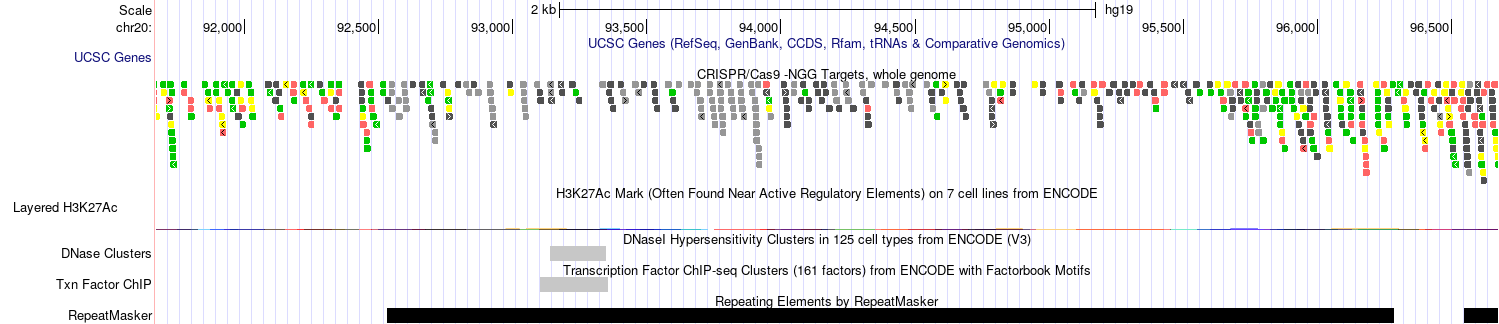 Scale 2 kb hg19
chr20: 92,000 92,500 93,000 93,500 94,000 94,500 95,000 95,500 96,000 96,500
UCSC Genes (RefSeq, GenBank, CCDS, Rfam, tRNAs & Comparative Genomics)
UCSC Genes
CRISPR/Cas9 -NGG Targets, whole genome
H3K27Ac Mark (Often Found Near Active Regulatory Elements) on 7 cell lines from ENCODE
Layered H3K27Ac
DNaseI Hypersensitivity Clusters in 125 cell types from ENCODE (V3)
DNase Clusters
Transcription Factor ChIP-seq Clusters (161 factors) from ENCODE with Factorbook Motifs
Txn Factor ChIP
Repeating Elements by RepeatMasker
RepeatMasker